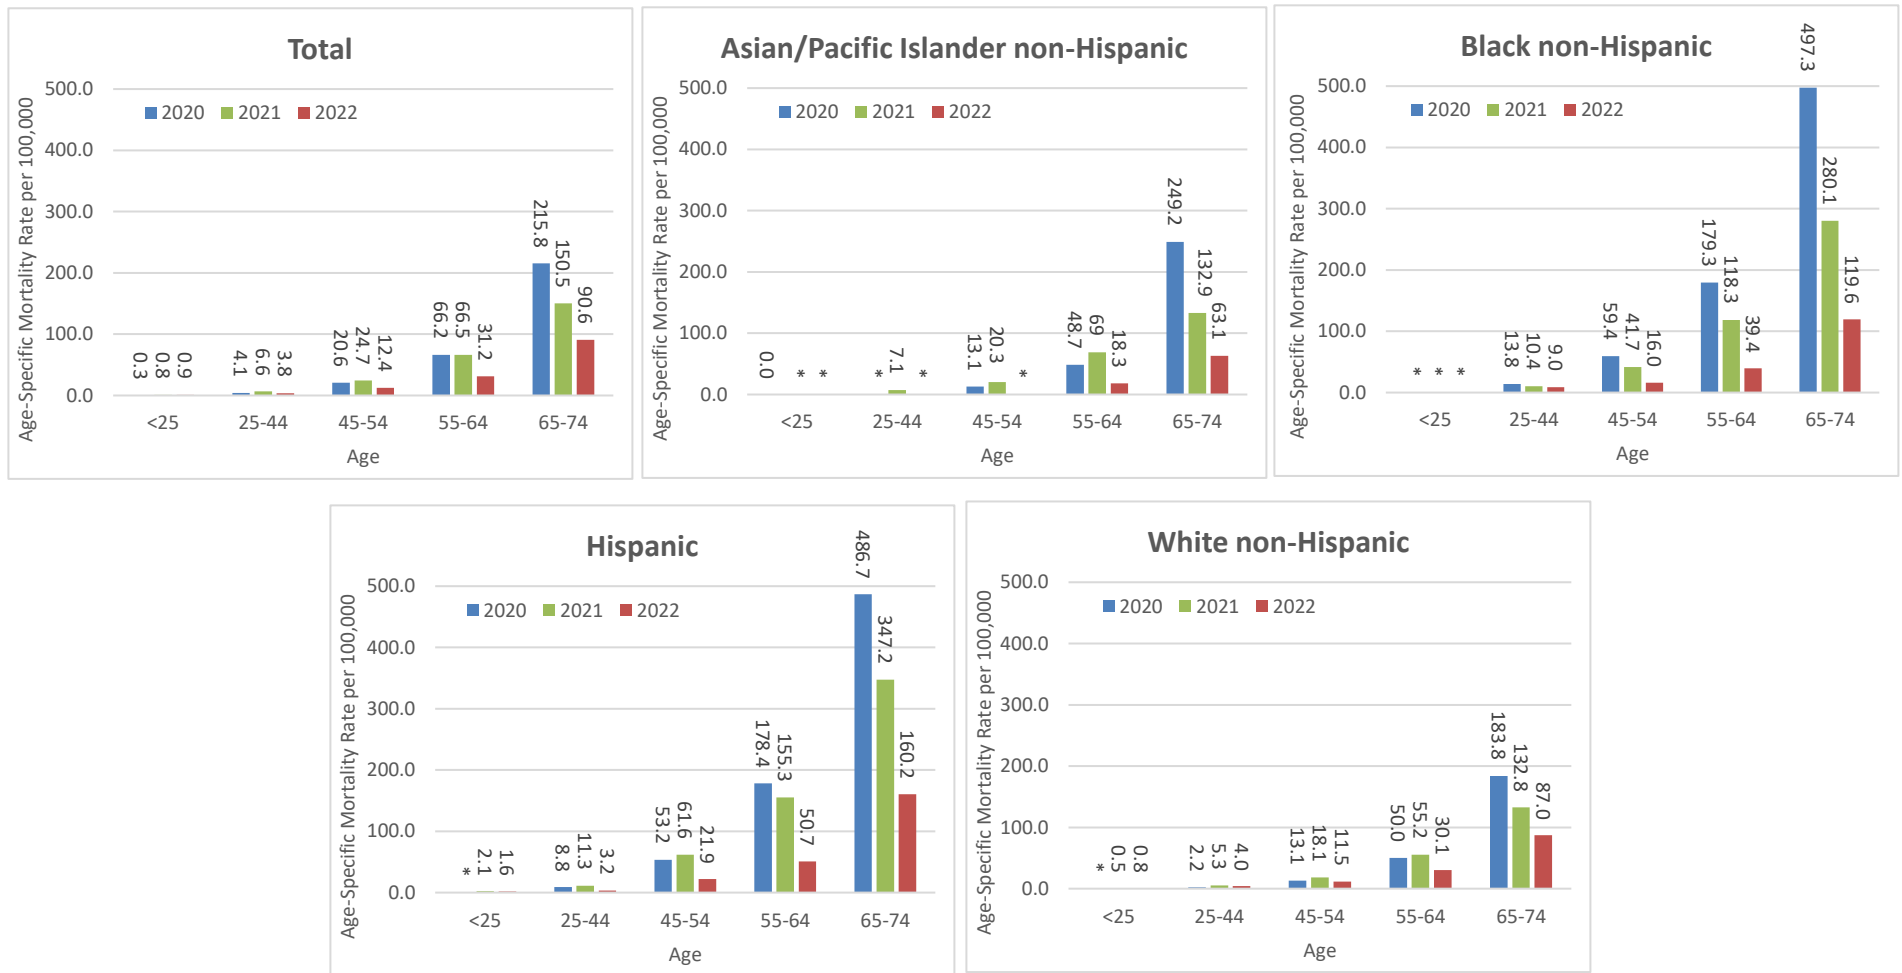 Total
Age-Specific Mortality Rate per 100,000
500.0
400.0
300.0
200.0
100.0
0.0
2020 2021 2022
0.3 0.8 0.9
4.1 6.6 3.8
20.6 24.7 12.4
66.2 66.5 31.2
215.8 150.5 90.6
<25 25-44 45-54 55-64 65-74
Age
Asian/Pacific Islander non-Hispanic
Age-Specific Mortality Rate per 100,000
500.0
400.0
300.0
200.0
100.0
0.0
2020 2021 2022
0.0 * *
* 7.1 *
13.1 20.3 *
48.7 69 18.3
249.2 132.9 63.1
<25 25-44 45-54 55-64 65-74
Age
Black non-Hispanic
Age-Specific Mortality Rate per 100,000
500.0
400.0
300.0
200.0
100.0
0.0
2020 2021 2022
* * *
13.8 10.4 9.0
59.4 41.7 16.0
179.3 118.3 39.4
497.3 280.1 119.6
<25 25-44 45-54 55-64 65-74
Age
Hispanic
Age-Specific Mortality Rate per 100,000
500.0
400.0
300.0
200.0
100.0
0.0
2020 2021 2022
* 2.1 1.6
8.8 11.3 3.2
53.2 61.6 21.9
178.4 155.3 50.7
486.7 347.2 160.2
<25 25-44 45-54 55-64 65-74
Age
White non-Hispanic
Age-Specific Mortality Rate per 100,0000
500.0
400.0
300.0
200.0
100.0
0.0
2020 2021 2022
* 0.5 0.8
2.2 5.3 4.0
13.1 18.1 11.5
50.0 55.2 30.1
183.8 132.8 87.0
<25 25-44 45-54 55-64 65-74
Age